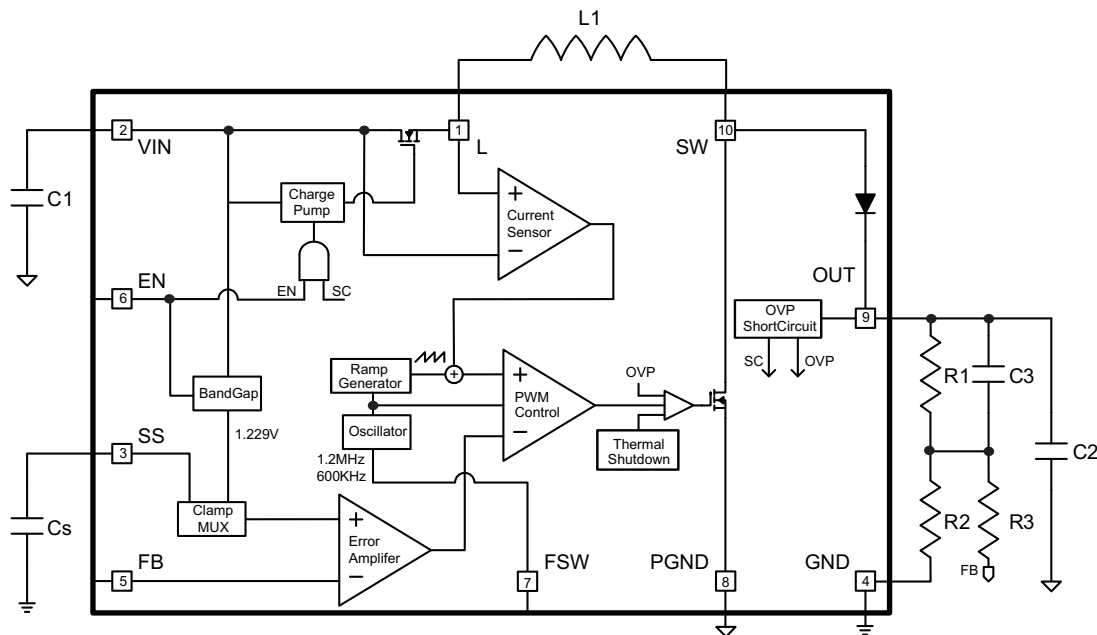 L1
2
VIN
1
L
10
SW
C1
Charge
Pump
Current
Sensor
EN
6
EN
SC
OUT
9
OVP
ShortCircuit
SC
OVP
Ramp
Generator
PWM
Control
OVP
R1
C3
BandGap
1.229V
Oscillator
1.2MHz
600KHz
Thermal
Shutdown
SS
3
C2
Cs
Clamp
MUX
Error
Amplifer
R2
R3
FB
5
FSW
7
PGND
8
GND
4
FB